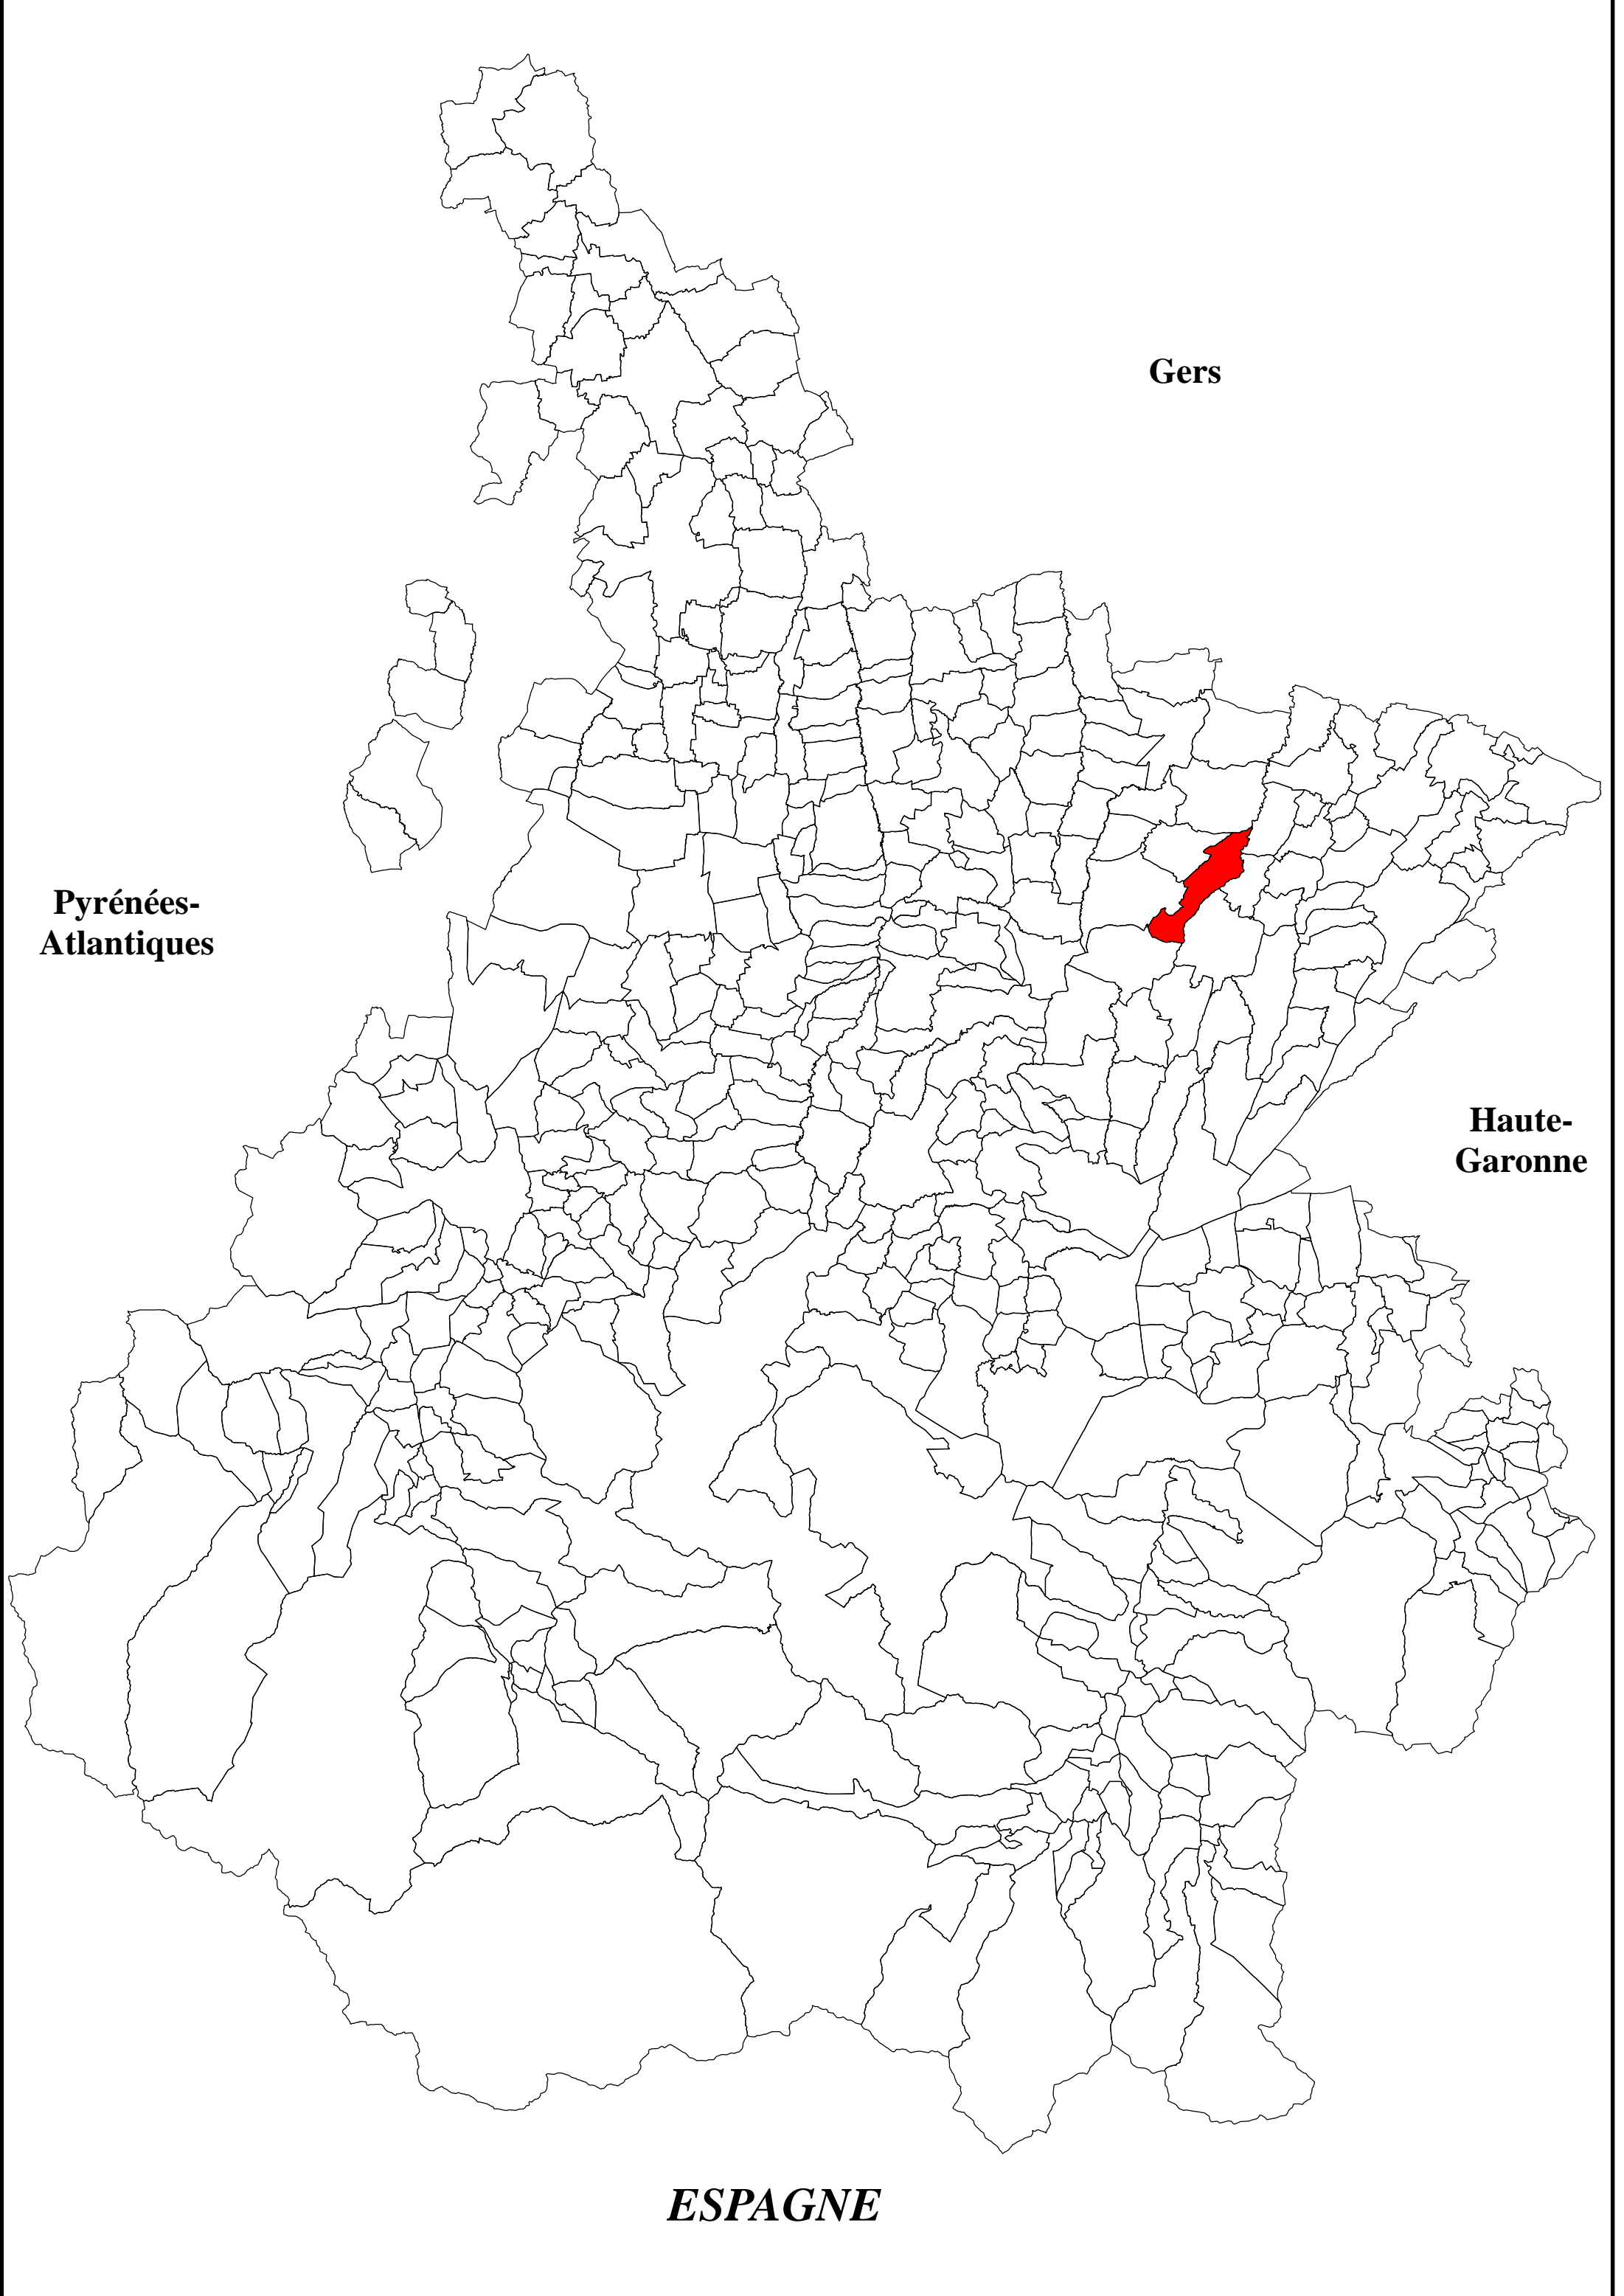 Gers
Pyrénées-
Atlantiques
Haute-
Garonne
ESPAGNE